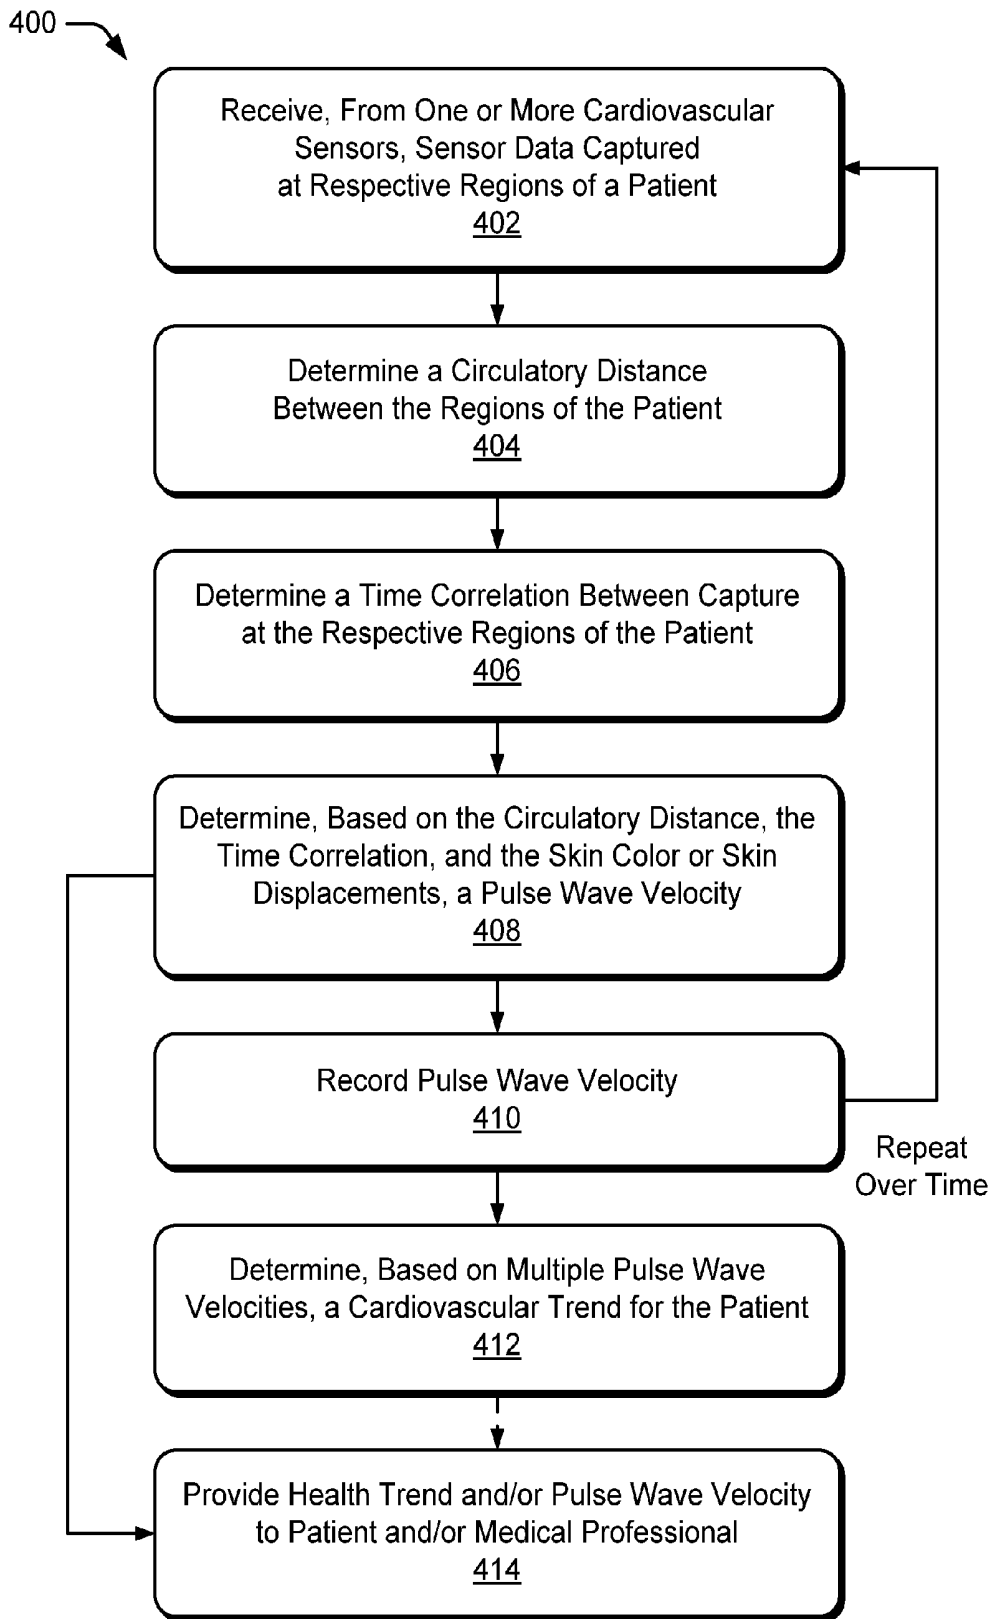 400
Receive, From One or More Cardiovascular
Sensors, Sensor Data Captured
at Respective Regions of a Patient
402
Determine a Circulatory Distance
Between the Regions of the Patient
404
Determine a Time Correlation Between Capture
at the Respective Regions of the Patient
406
Determine, Based on the Circulatory Distance, the
Time Correlation, and the Skin Color or Skin
Displacements, a Pulse Wave Velocity
408
Record Pulse Wave Velocity
410
Repeat
Over Time
Determine, Based on Multiple Pulse Wave
Velocities, a Cardiovascular Trend for the Patient
412
Provide Health Trend and/or Pulse Wave Velocity
to Patient and/or Medical Professional
414